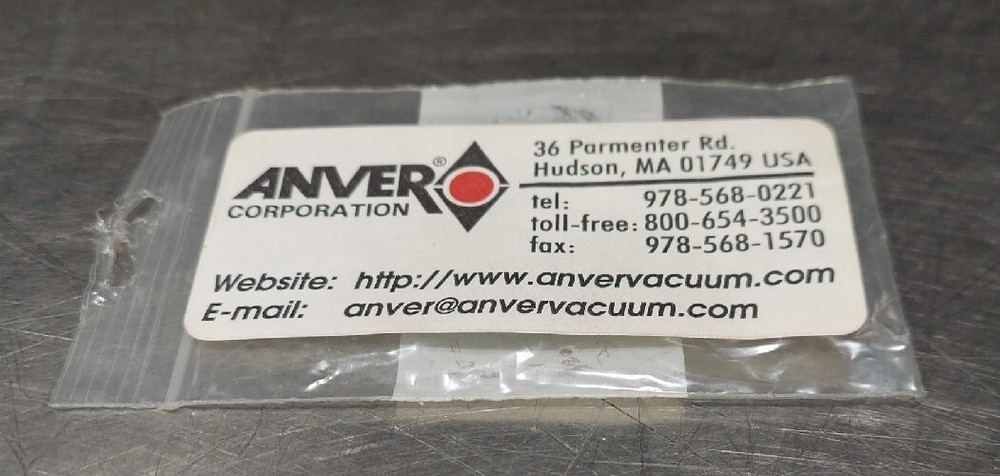 ANVER®
CORPORATION
36 Parmenter Rd.
Hudson, MA 01749 USA
tel: 978-568-0221
toll-free: 800-654-3500
fax: 978-568-1570
Website: http://www.anvervacuum.com
E-mail: anver@anvervacuum.com